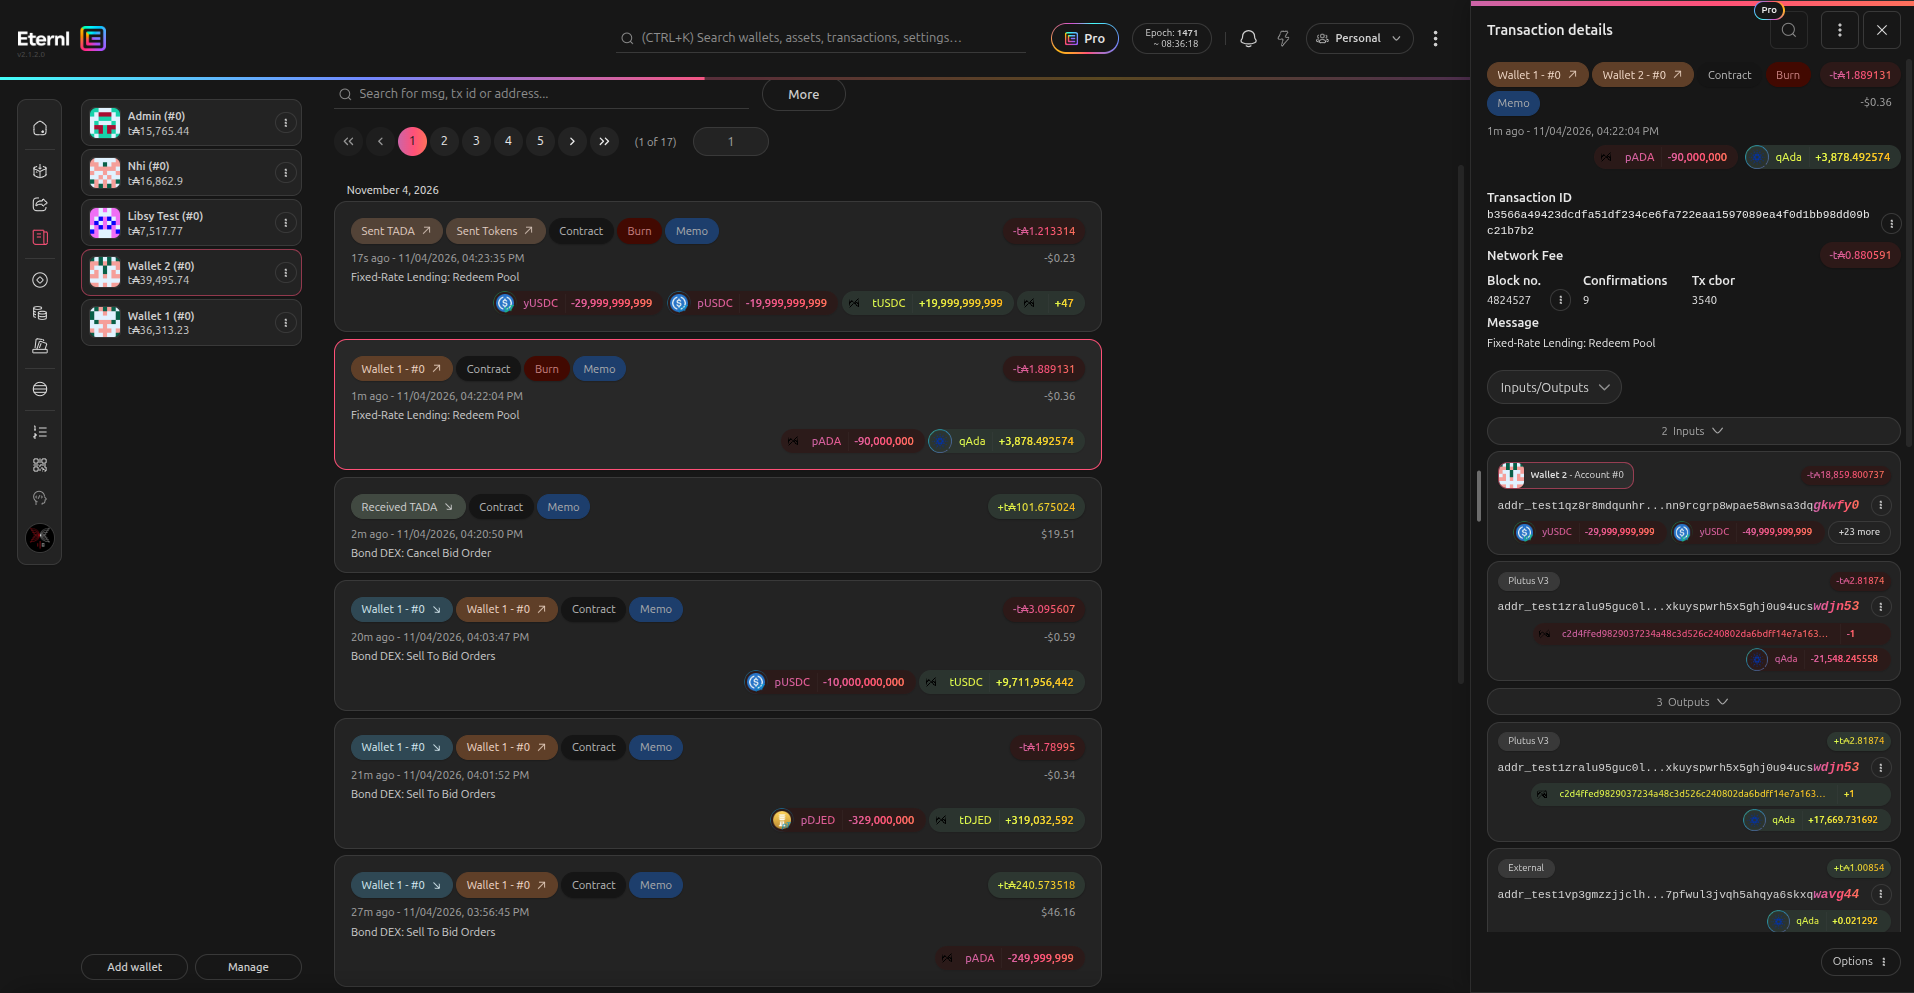 Eternl
v2.1.2.0
(CTRL+K) Search wallets, assets, transactions, settings...
Pro
Epoch: 1471
~ 08:36:18
Personal
Admin (#0)
t₳15,765.44
Nhi (#0)
t₳16,862.9
Libsy Test (#0)
t₳7,517.77
Wallet 2 (#0)
t₳39,495.74
Wallet 1 (#0)
t₳36,313.23
Add wallet
Manage
Search for msg, tx id or address...
More
1 2 3 4 5 (1 of 17) 1
November 4, 2026
Sent TADA Sent Tokens Contract Burn Memo -t₳1.213314
17s ago - 11/04/2026, 04:23:35 PM -$0.23
Fixed-Rate Lending: Redeem Pool
yUSDC -29,999,999,999 pUSDC -19,999,999,999 tUSDC +19,999,999,999 +47
Wallet 1 - #0 Contract Burn Memo -t₳1.889131
1m ago - 11/04/2026, 04:22:04 PM -$0.36
Fixed-Rate Lending: Redeem Pool
pADA -90,000,000 qAda +3,878.492574
Received TADA Contract Memo +t₳101.675024
2m ago - 11/04/2026, 04:20:50 PM $19.51
Bond DEX: Cancel Bid Order
Wallet 1 - #0 Wallet 1 - #0 Contract Memo -t₳3.095607
20m ago - 11/04/2026, 04:03:47 PM -$0.59
Bond DEX: Sell To Bid Orders
pUSDC -10,000,000,000 tUSDC +9,711,956,442
Wallet 1 - #0 Wallet 1 - #0 Contract Memo -t₳1.78995
21m ago - 11/04/2026, 04:01:52 PM -$0.34
Bond DEX: Sell To Bid Orders
pDJED -329,000,000 tDJED +319,032,592
Wallet 1 - #0 Wallet 1 - #0 Contract Memo +t₳240.573518
27m ago - 11/04/2026, 03:56:45 PM $46.16
Bond DEX: Sell To Bid Orders
pADA -249,999,999
Pro
Transaction details
Wallet 1 - #0 Wallet 2 - #0 Contract Burn -t₳1.889131
Memo -$0.36
1m ago - 11/04/2026, 04:22:04 PM
pADA -90,000,000 qAda +3,878.492574
Transaction ID
b3566a49423dcdfa51df234ce6fa722eaa1597089ea4f0d1bb98dd09b
c21b7b2
Network Fee -t₳0.880591
Block no. Confirmations Tx cbor
4824527 9 3540
Message
Fixed-Rate Lending: Redeem Pool
Inputs/Outputs
2 Inputs
Wallet 2 - Account #0 -t₳18,859.800737
addr_test1qz8r8mdqunhr...nn9rcgrp8wpae58wnsa3dqgkwfy0
yUSDC -29,999,999,999 yUSDC -49,999,999,999 +23 more
Plutus V3 -t₳2.81874
addr_test1zralu95guc0l...xkuyspwrh5x5ghj0u94ucswdjn53
c2d4ffed9829037234a48c3d526c240802da6bdff14e7a163... -1
qAda -21,548.245558
3 Outputs
Plutus V3 +t₳2.81874
addr_test1zralu95guc0l...xkuyspwrh5x5ghj0u94ucswdjn53
c2d4ffed9829037234a48c3d526c240802da6bdff14e7a163... +1
qAda +17,669.731692
External +t₳1.00854
addr_test1vp3gmzzjjclh...7pfwul3jvqh5ahqya6skxqwavg44
qAda +0.021292
Options